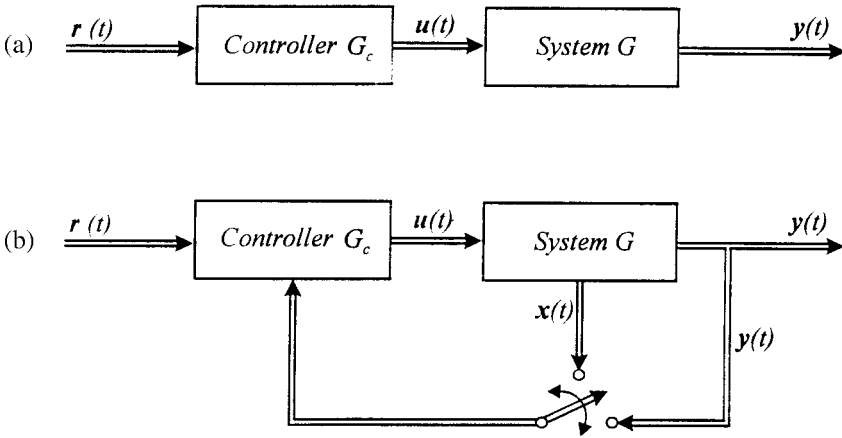 (a) r (t) Controller G_c u(t) System G y(t)
(b) r (t) Controller G_c u(t) System G y(t)
x(t)
y(t)